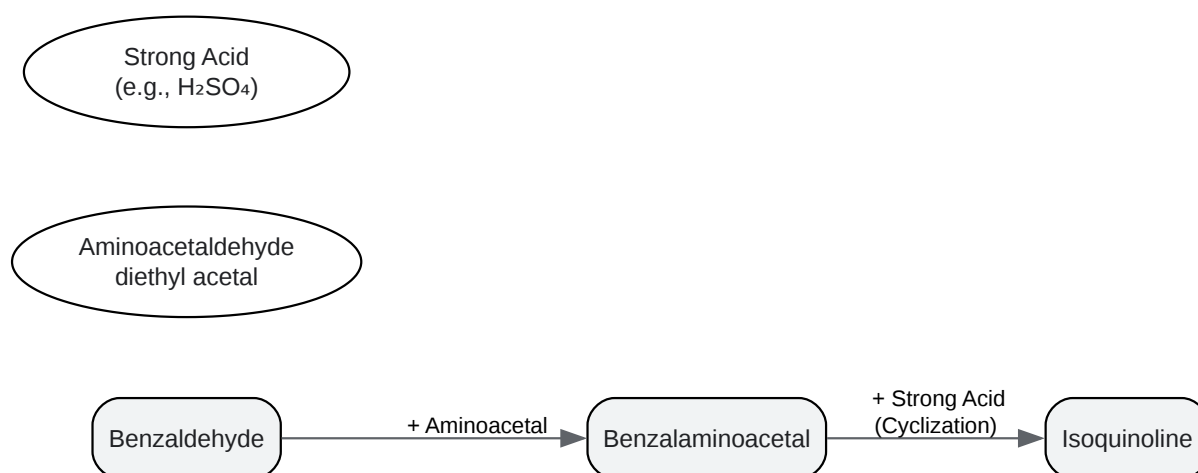 Strong Acid
(e.g., H₂SO₄)
Aminoacetaldehyde
diethyl acetal
Benzaldehyde
+ Aminoacetal
Benzalaminoacetal
+ Strong Acid
(Cyclization)
Isoquinoline